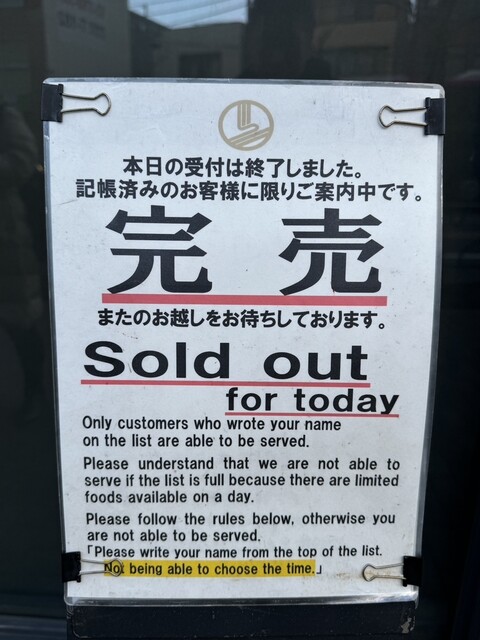 本日の受付は終了しました。
記帳済みのお客様に限りご案内中です。
完売
またのお越しをお待ちしております。
Sold out
for today
Only customers who wrote your name
on the list are able to be served.
Please understand that we are not able to
serve if the list is full because there are limited
foods available on a day.
Please follow the rules below, otherwise you
are not able to be served.
「Please write your name from the top of the list.
Not being able to choose the time.」